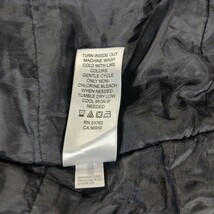 TURN INSIDE OUT
MACHINE WASH
COLD WITH LIKE
COLORS
GENTLE CYCLE
ONLY NON-
CHLORINE BLEACH
WHEN NEEDED
TUMBLE DRY LOW
COOL IRON IF
NEEDED
RN 51763
CA 56950